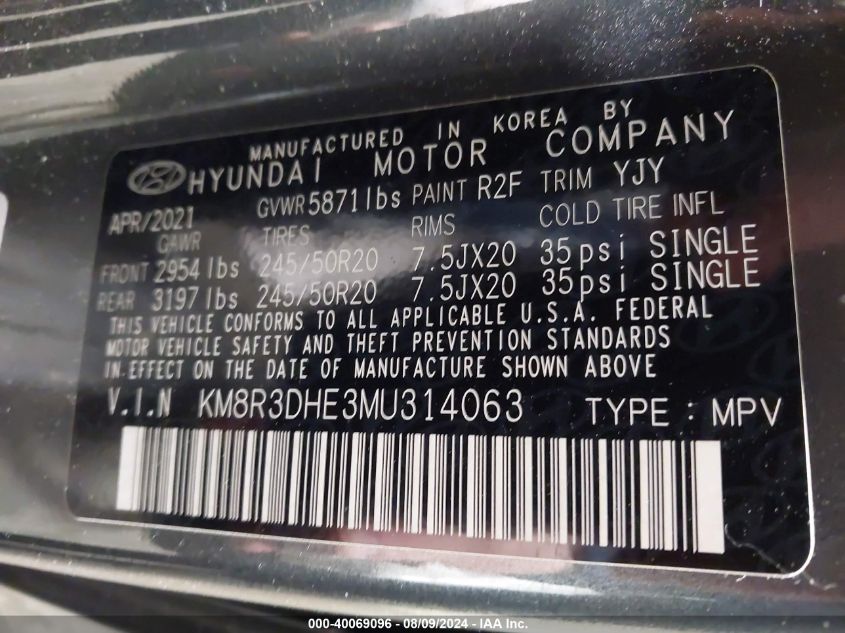 MANUFACTURED IN KOREA BY
HYUNDAI MOTOR COMPANY
APR/2021 GVWR 5871lbs PAINT R2F TRIM YJY
GAWR TIRES RIMS COLD TIRE INFL
FRONT 2954 lbs 245/50R20 7.5JX20 35psi SINGLE
REAR 3197 lbs 245/50R20 7.5JX20 35psi SINGLE
THIS VEHICLE CONFORMS TO ALL APPLICABLE U.S.A. FEDERAL
MOTOR VEHICLE SAFETY AND THEFT PREVENTION STANDARDS
IN EFFECT ON THE DATE OF MANUFACTURE SHOWN ABOVE
V.I.N KM8R3DHE3MU314063 TYPE : MPV
000-40069096 - 08/09/2024 - IAA Inc.